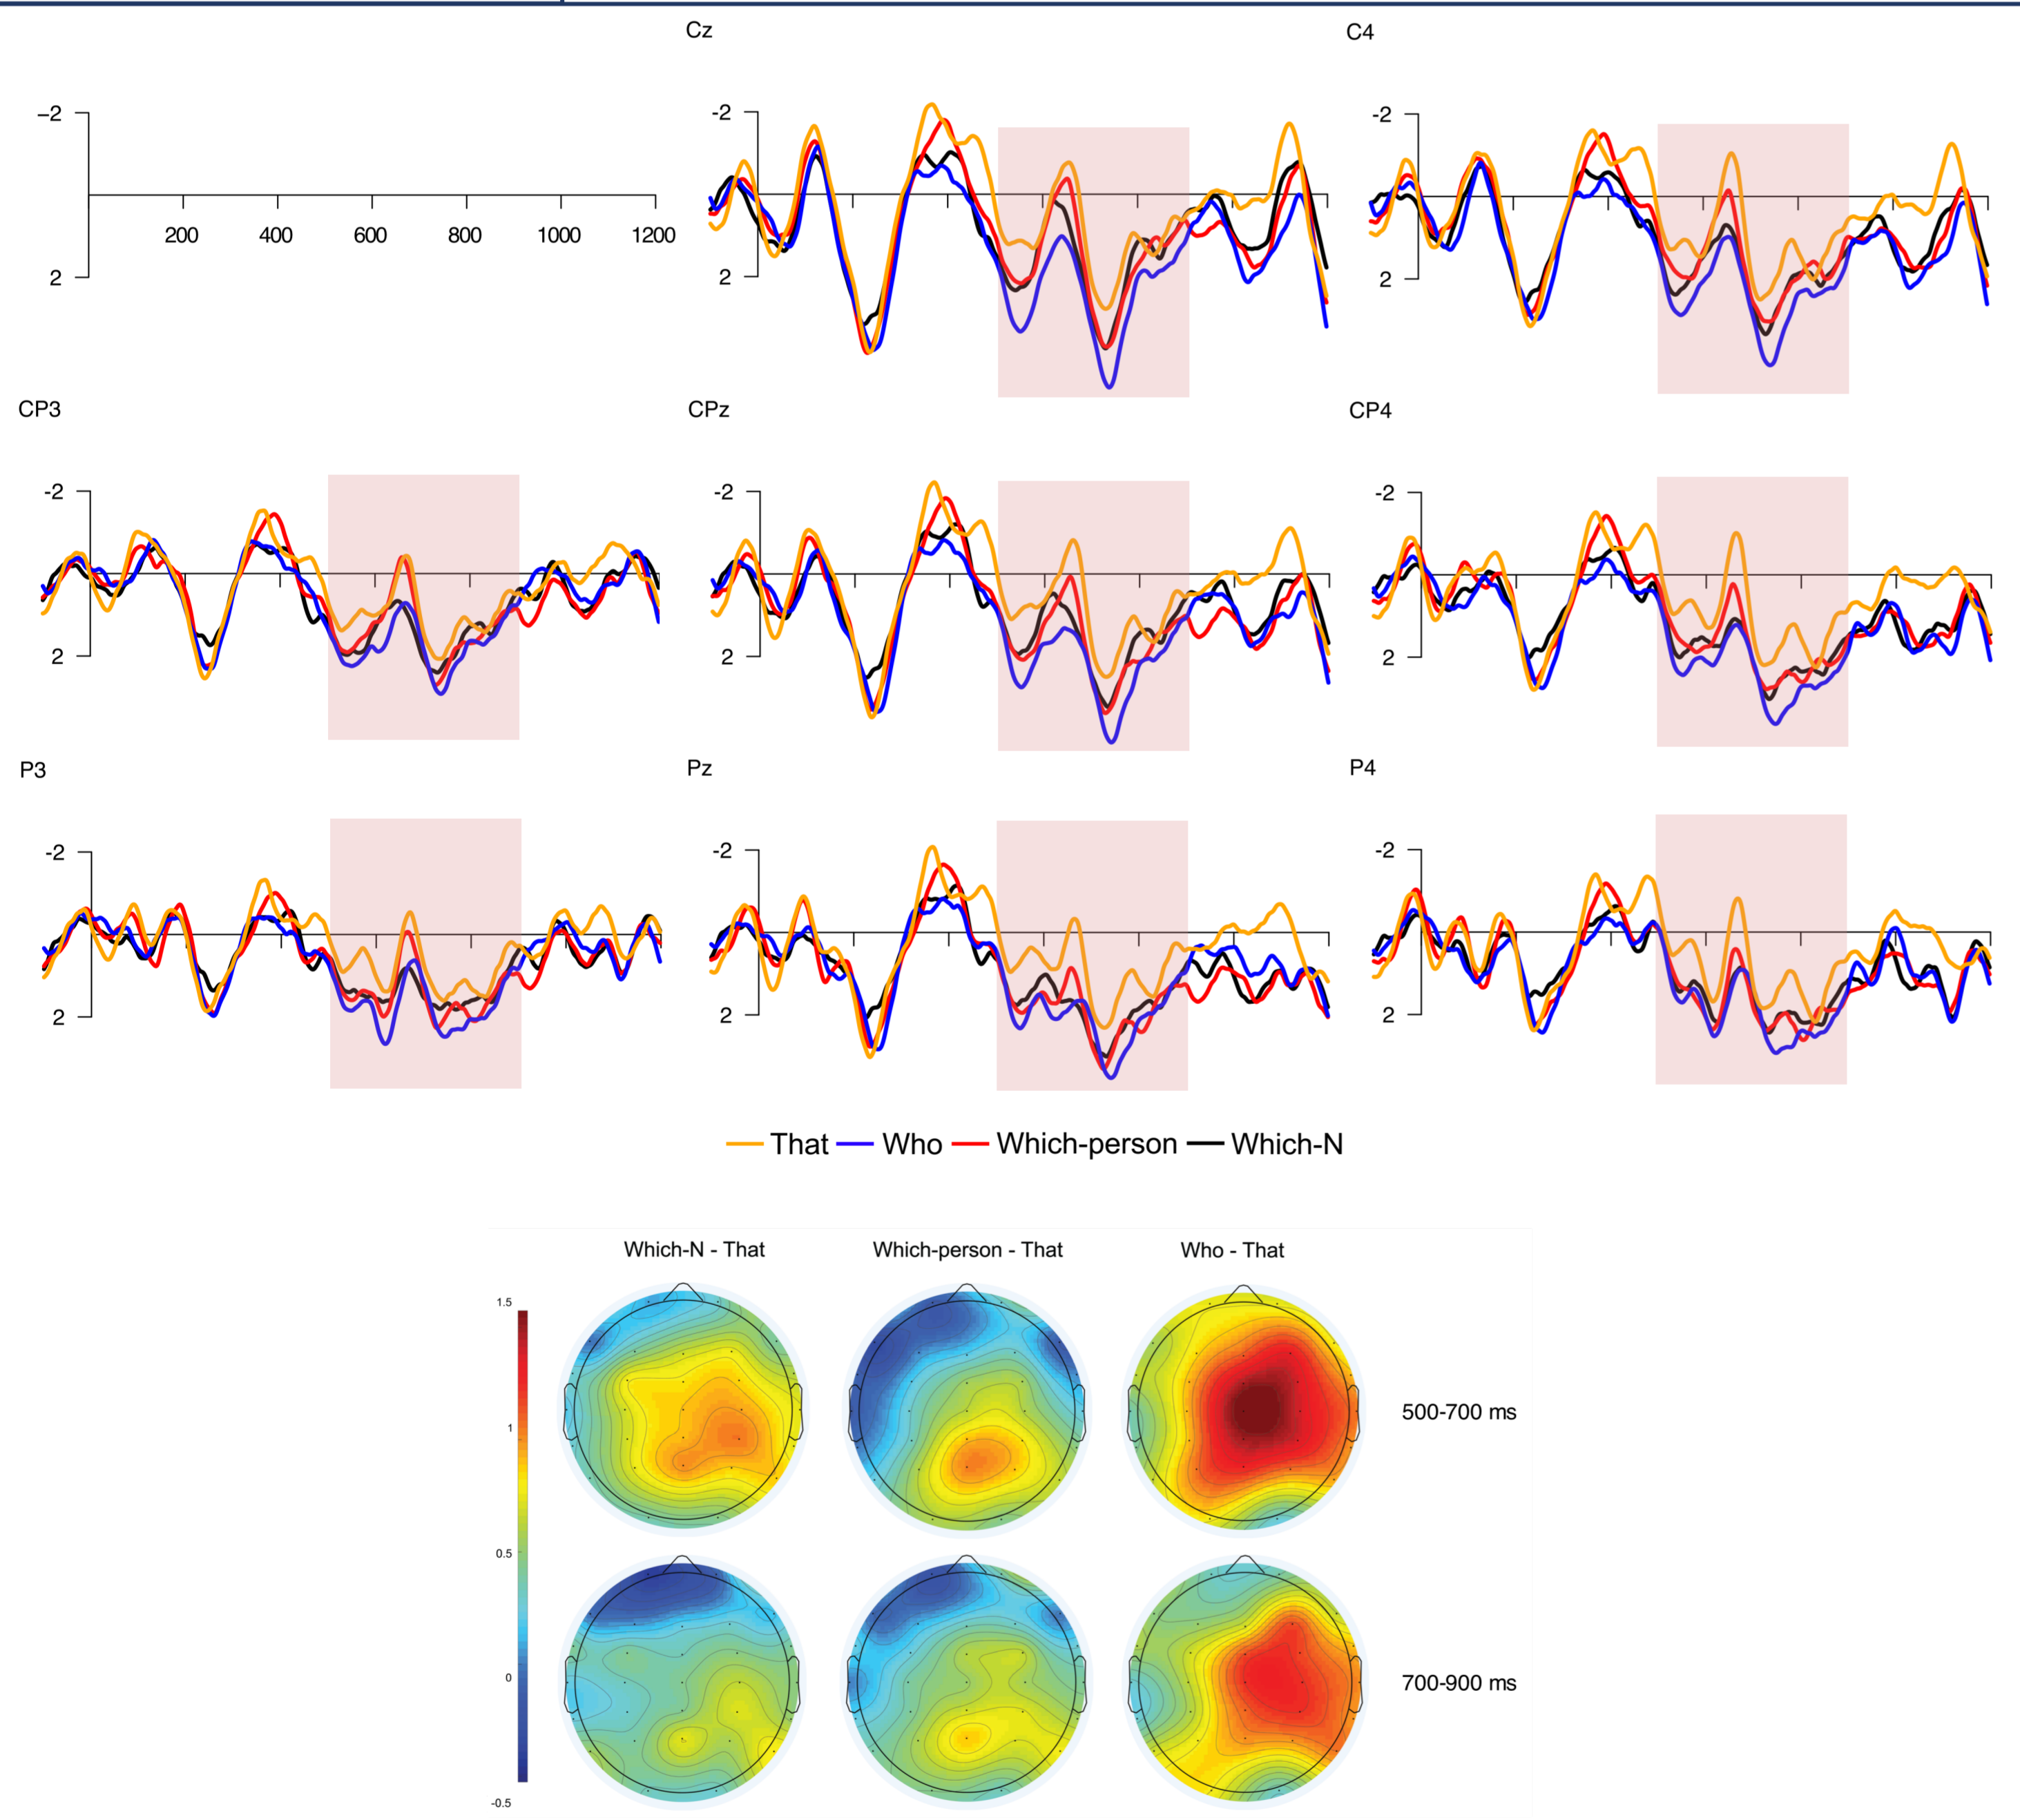 Cz
C4
−2
200 400 600 800 1000 1200
2
-2
2
-2
2
CP3
CPz
CP4
-2
2
-2
2
-2
2
P3
Pz
P4
-2
2
-2
2
-2
2
That Who Which-person Which-N
Which-N - That
Which-person - That
Who - That
1.5
1
0.5
0
-0.5
500-700 ms
700-900 ms